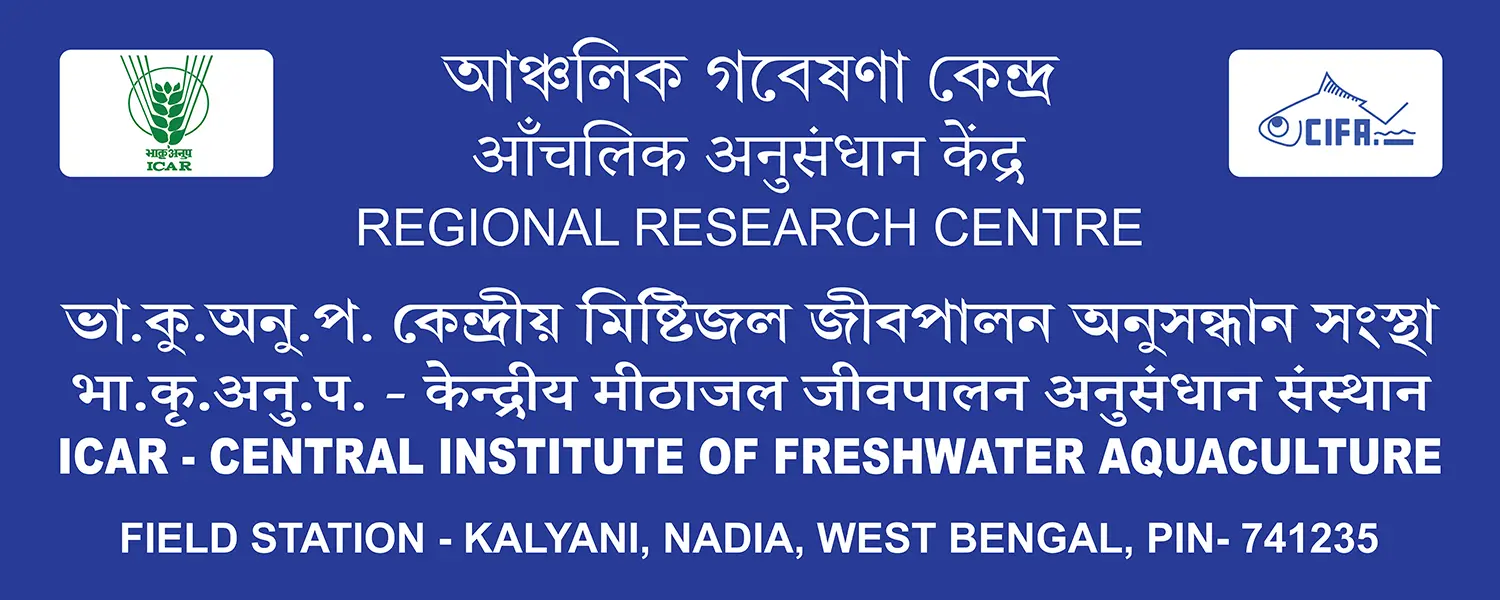 আঞ্চলিক গবেষণা কেন্দ্র
आँचलिक अनुसंधान केंद्र
REGIONAL RESEARCH CENTRE
भाकृअनुप
ICAR
CIFA
ভা.কু.অনু.প. কেন্দ্রীয় মিষ্টিজল জীবপালন অনুসন্ধান সংস্থা
भा.कृ.अनु.प. - केन्द्रीय मीठाजल जीवपालन अनुसंधान संस्थान
ICAR - CENTRAL INSTITUTE OF FRESHWATER AQUACULTURE
FIELD STATION - KALYANI, NADIA, WEST BENGAL, PIN- 741235